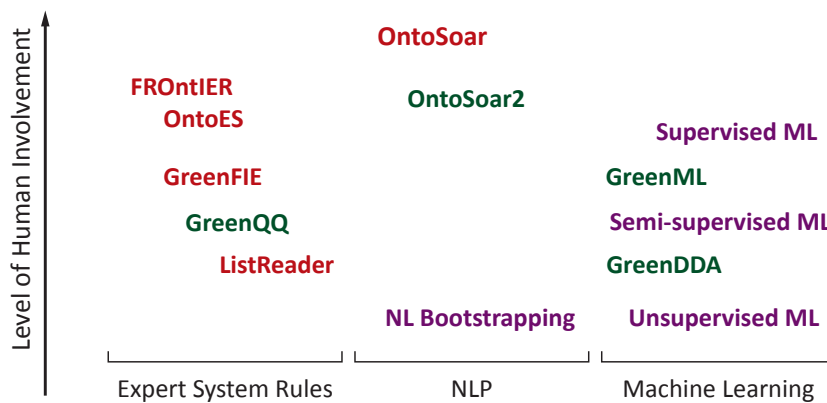 Level of Human Involvement
OntoSoar
FROntIER
OntoSoar2
OntoES
Supervised ML
GreenFIE
GreenML
GreenQQ
Semi-supervised ML
ListReader
GreenDDA
NL Bootstrapping
Unsupervised ML
Expert System Rules
NLP
Machine Learning